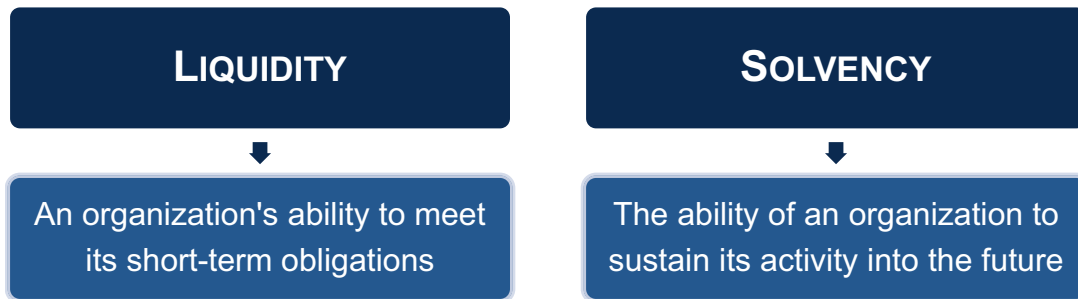 LIQUIDITY
An organization's ability to meet
its short-term obligations
SOLVENCY
The ability of an organization to
sustain its activity into the future